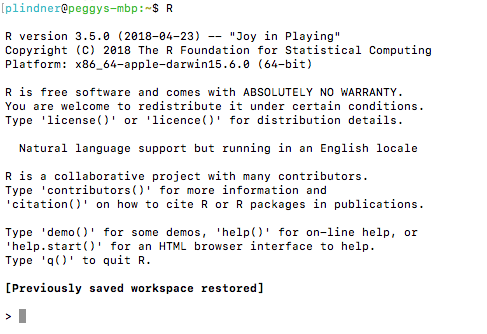 [plindner@peggys-mbp:~$ R
R version 3.5.0 (2018-04-23) -- "Joy in Playing"
Copyright (C) 2018 The R Foundation for Statistical Computing
Platform: x86_64-apple-darwin15.6.0 (64-bit)
R is free software and comes with ABSOLUTELY NO WARRANTY.
You are welcome to redistribute it under certain conditions.
Type 'license()' or 'licence()' for distribution details.
Natural language support but running in an English locale
R is a collaborative project with many contributors.
Type 'contributors()' for more information and
'citation()' on how to cite R or R packages in publications.
Type 'demo()' for some demos, 'help()' for on-line help, or
'help.start()' for an HTML browser interface to help.
Type 'q()' to quit R.
[Previously saved workspace restored]
>